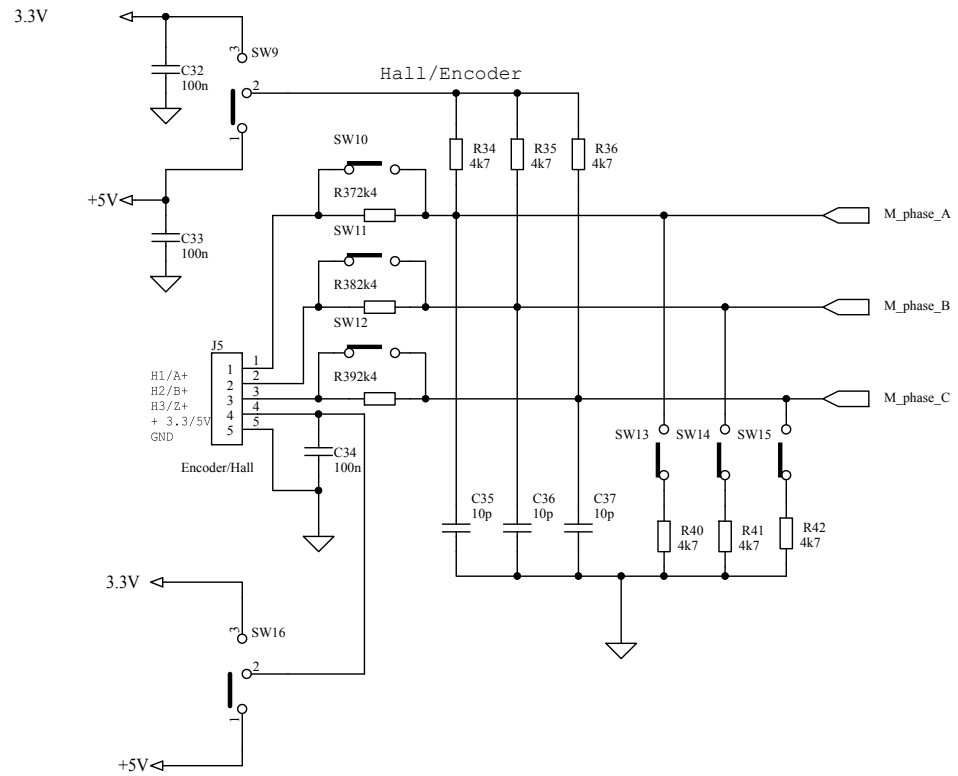 3.3V
3
SW9
C32
100n
2
1
Hall/Encoder
SW10
R34
4k7
R35
4k7
R36
4k7
R372k4
+5V
M_phase_A
SW11
C33
100n
R382k4
M_phase_B
SW12
J5
R392k4
H1/A+
H2/B+
H3/Z+
+ 3.3/5V
GND
1
2
3
4
5
1
2
3
4
5
M_phase_C
Encoder/Hall
C34
100n
SW13
SW14
SW15
C35
10p
C36
10p
C37
10p
R40
4k7
R41
4k7
R42
4k7
3.3V
3
SW16
2
1
+5V